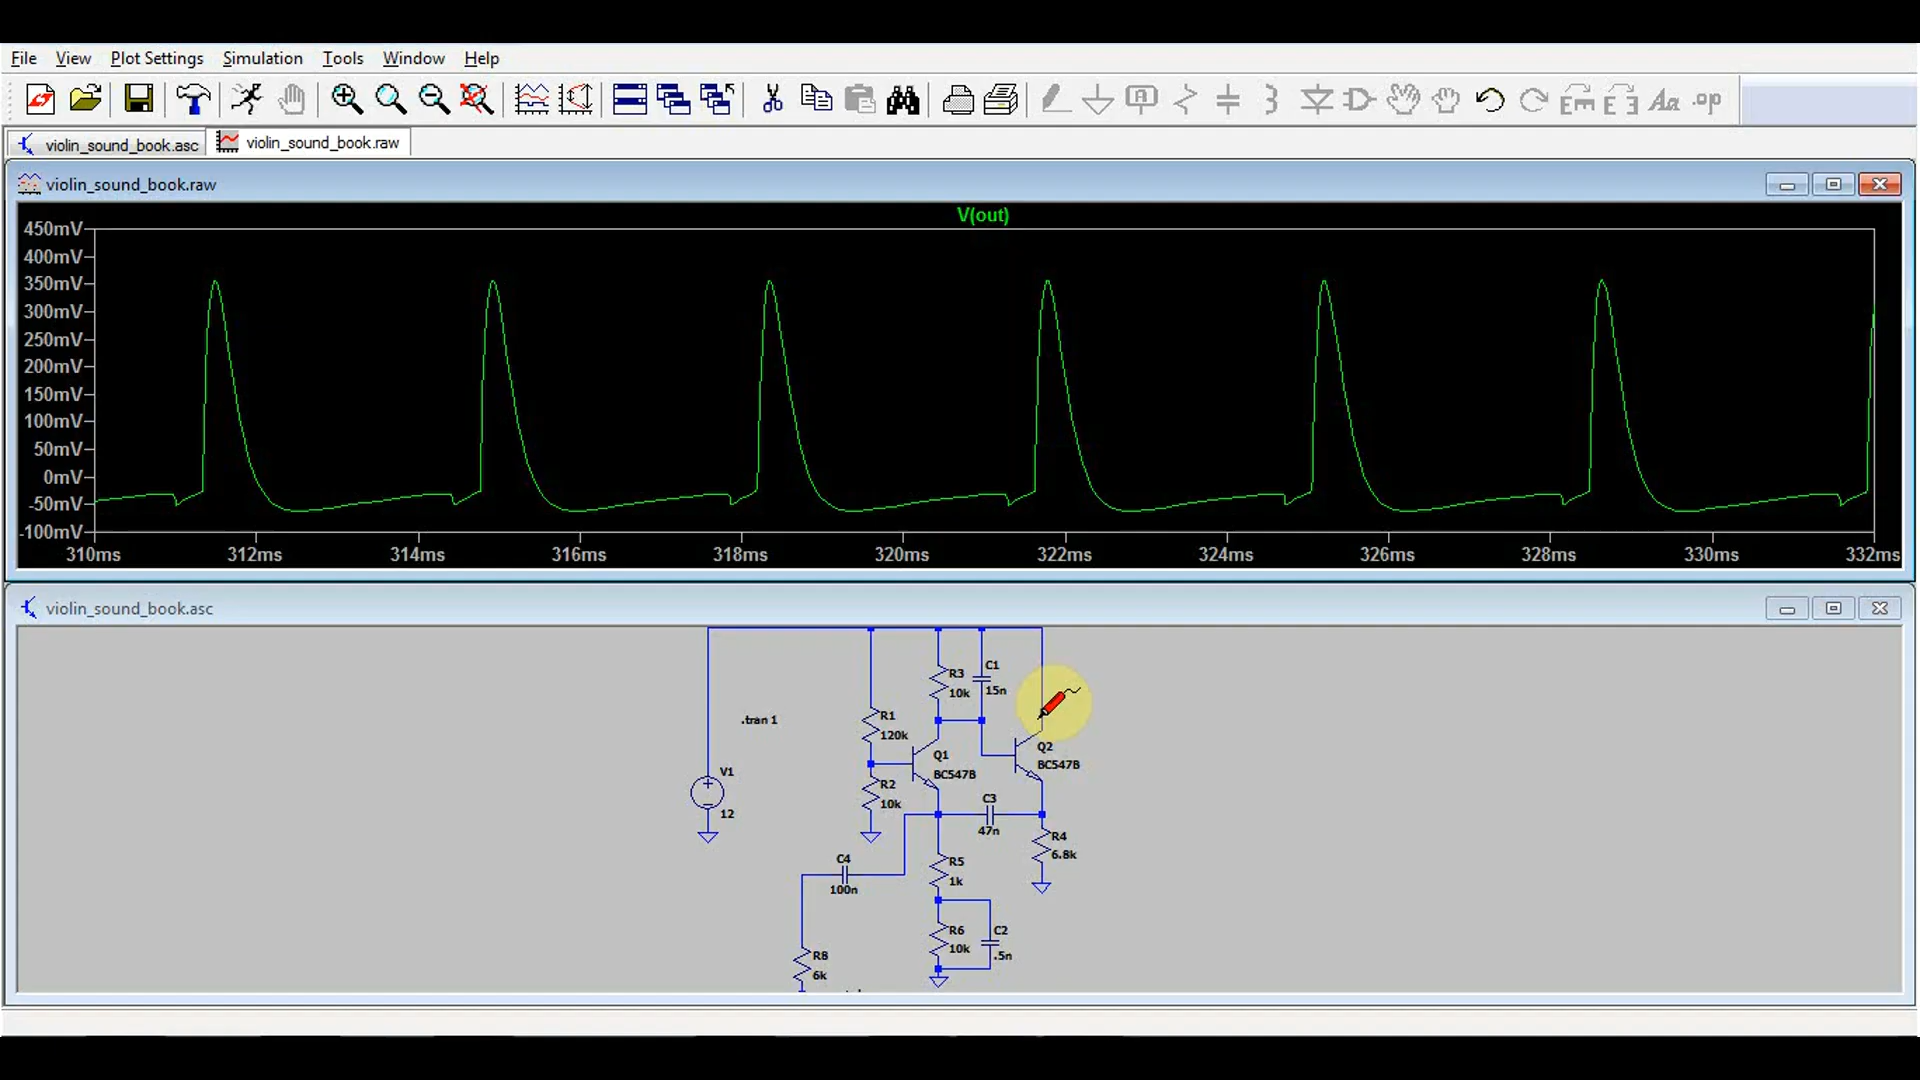 File View Plot Settings Simulation Tools Window Help
Aa .op
violin_sound_book.asc violin_sound_book.raw
violin_sound_book.raw
V(out)
450mV
400mV
350mV
300mV
250mV
200mV
150mV
100mV
50mV
0mV
-50mV
-100mV
310ms 312ms 314ms 316ms 318ms 320ms 322ms 324ms 326ms 328ms 330ms 332ms
violin_sound_book.asc
.tran 1
V1
12
R1
120k
R2
10k
R3
10k
C1
15n
Q1
BC547B
Q2
BC547B
C3
47n
R4
6.8k
C4
100n
R5
1k
R6
10k
C2
.5n
R8
6k